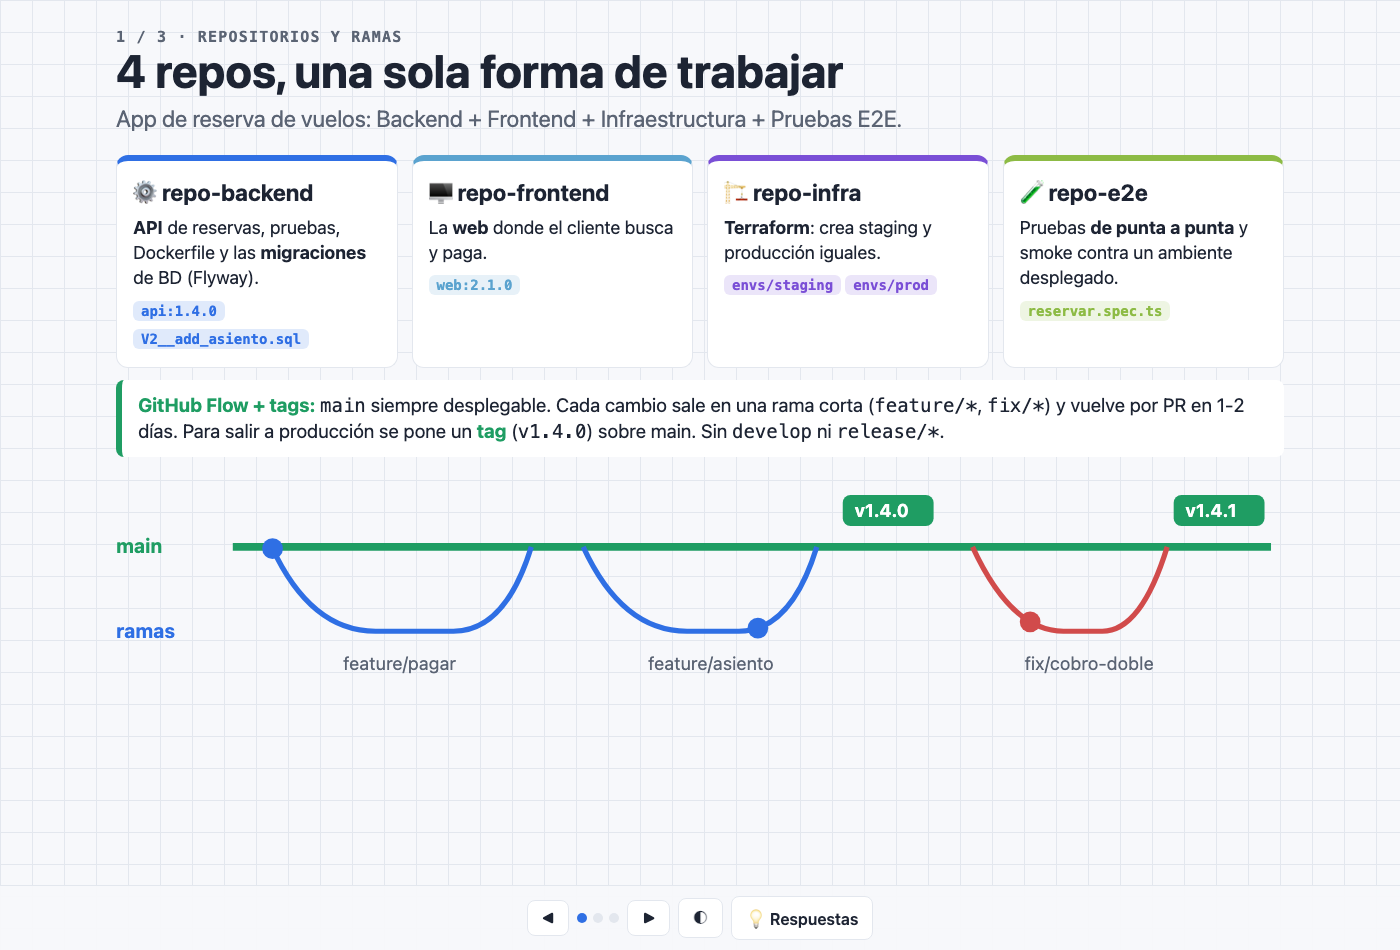 1 / 3 · REPOSITORIOS Y RAMAS
4 repos, una sola forma de trabajar
App de reserva de vuelos: Backend + Frontend + Infraestructura + Pruebas E2E.
repo-backend
API de reservas, pruebas,
Dockerfile y las migraciones
de BD (Flyway).
api:1.4.0
V2__add_asiento.sql
repo-frontend
La web donde el cliente busca
y paga.
web:2.1.0
repo-infra
Terraform: crea staging y
producción iguales.
envs/staging envs/prod
repo-e2e
Pruebas de punta a punta y
smoke contra un ambiente
desplegado.
reservar.spec.ts
GitHub Flow + tags: main siempre desplegable. Cada cambio sale en una rama corta (feature/*, fix/*) y vuelve por PR en 1-2
días. Para salir a producción se pone un tag (v1.4.0) sobre main. Sin develop ni release/*.
v1.4.0
v1.4.1
main
ramas
feature/pagar
feature/asiento
fix/cobro-doble
Respuestas